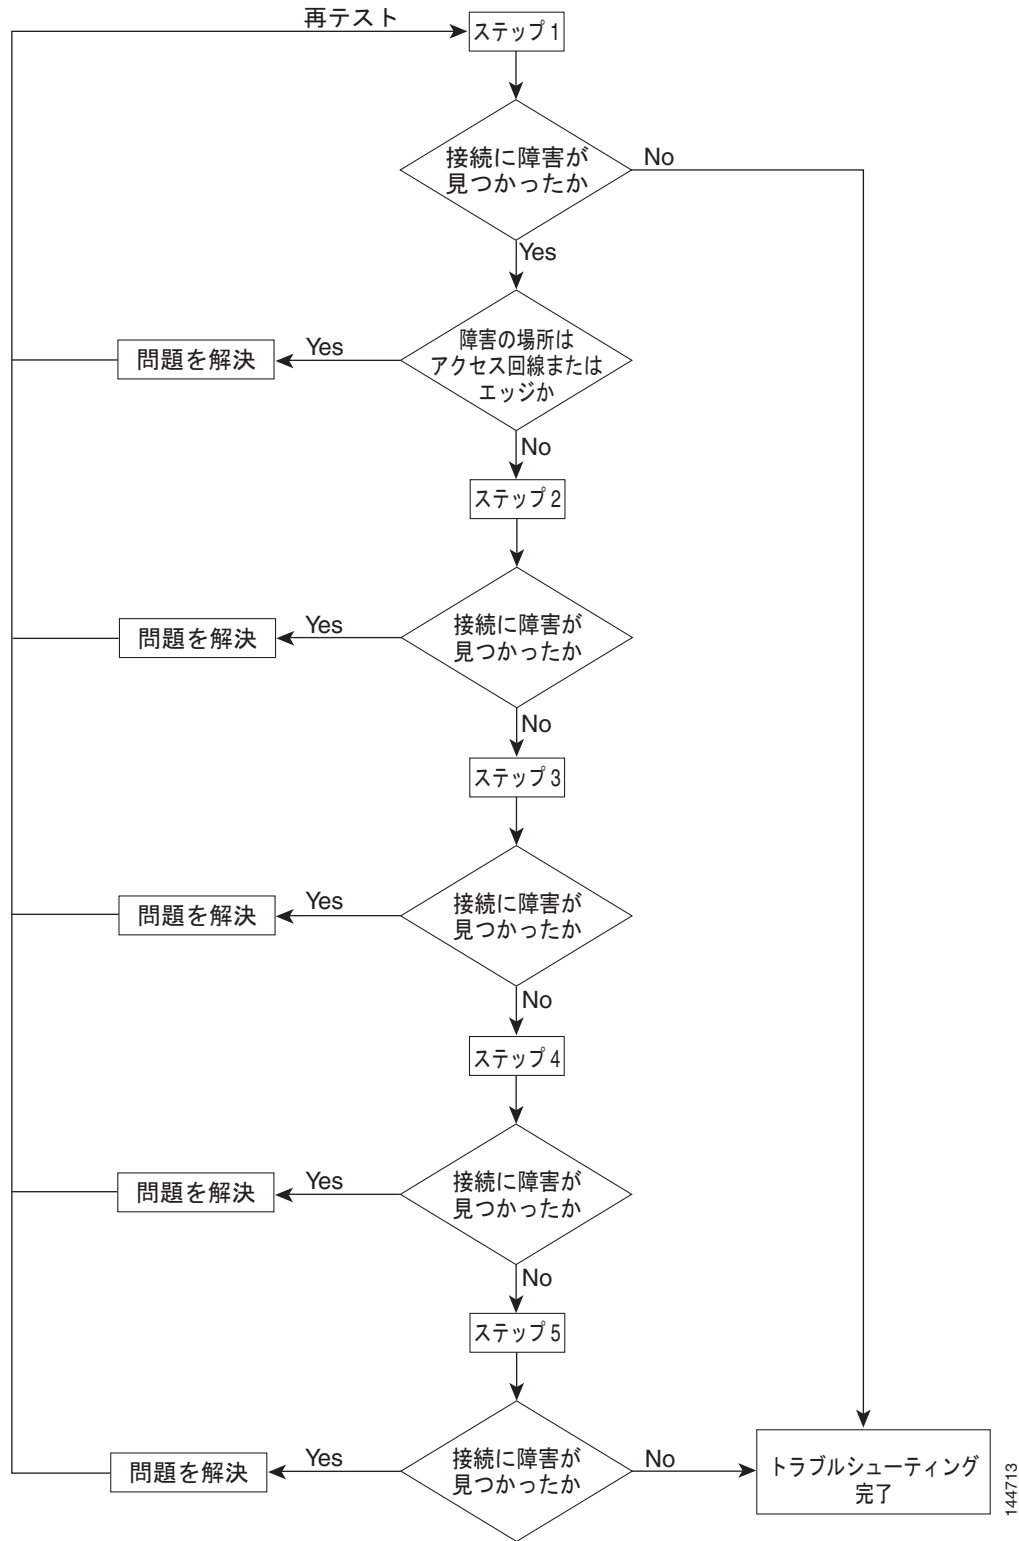 再テスト
ステップ 1
接続に障害が
見つかったか
No
Yes
障害の場所は
アクセス回線または
エッジか
Yes
問題を解決
No
ステップ 2
接続に障害が
見つかったか
Yes
問題を解決
No
ステップ 3
接続に障害が
見つかったか
Yes
問題を解決
No
ステップ 4
接続に障害が
見つかったか
Yes
問題を解決
No
ステップ 5
接続に障害が
見つかったか
Yes
問題を解決
No
トラブルシューティング
完了
144713